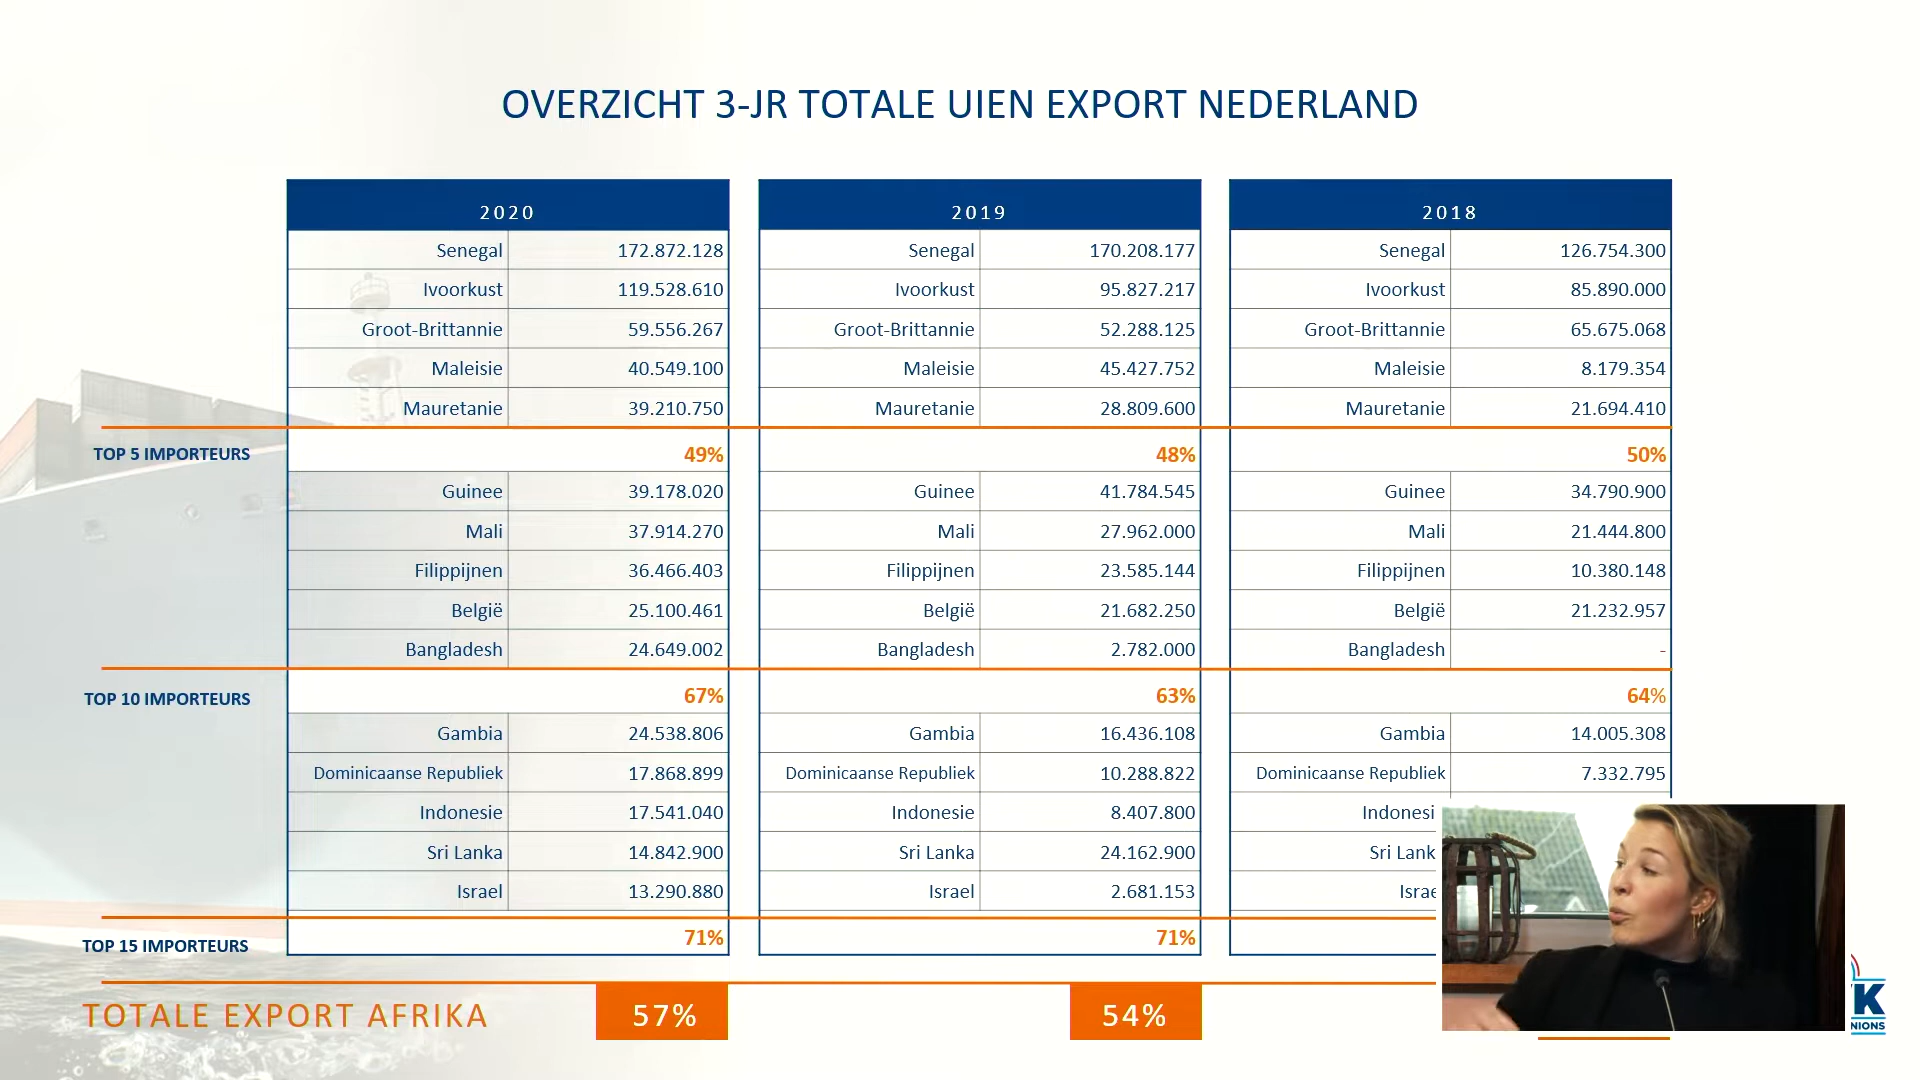 OVERZICHT 3-JR TOTALE UIEN EXPORT NEDERLAND
2020 2019 2018
Senegal 172.872.128 Senegal 170.208.177 Senegal 126.754.300
Ivoorkust 119.528.610 Ivoorkust 95.827.217 Ivoorkust 85.890.000
Groot-Brittannie 59.556.267 Groot-Brittannie 52.288.125 Groot-Brittannie 65.675.068
Maleisie 40.549.100 Maleisie 45.427.752 Maleisie 8.179.354
Mauretanie 39.210.750 Mauretanie 28.809.600 Mauretanie 21.694.410
TOP 5 IMPORTEURS 49% 48% 50%
Guinee 39.178.020 Guinee 41.784.545 Guinee 34.790.900
Mali 37.914.270 Mali 27.962.000 Mali 21.444.800
Filippijnen 36.466.403 Filippijnen 23.585.144 Filippijnen 10.380.148
België 25.100.461 België 21.682.250 België 21.232.957
Bangladesh 24.649.002 Bangladesh 2.782.000 Bangladesh -
TOP 10 IMPORTEURS 67% 63% 64%
Gambia 24.538.806 Gambia 16.436.108 Gambia 14.005.308
Dominicaanse Republiek 17.868.899 Dominicaanse Republiek 10.288.822 Dominicaanse Republiek 7.332.795
Indonesie 17.541.040 Indonesie 8.407.800 Indonesi
Sri Lanka 14.842.900 Sri Lanka 24.162.900 Sri Lank
Israel 13.290.880 Israel 2.681.153 Israe
TOP 15 IMPORTEURS 71% 71%
TOTALE EXPORT AFRIKA 57% 54%
K
NIONS